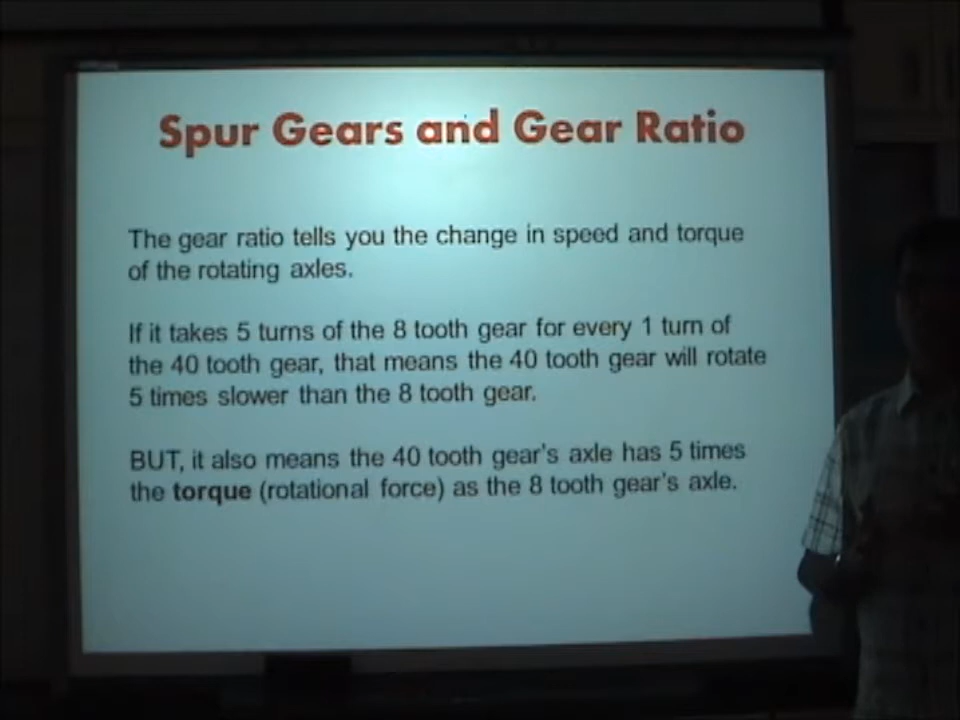 Spur Gears and Gear Ratio
The gear ratio tells you the change in speed and torque
of the rotating axles.
If it takes 5 turns of the 8 tooth gear for every 1 turn of
the 40 tooth gear, that means the 40 tooth gear will rotate
5 times slower than the 8 tooth gear.
BUT, it also means the 40 tooth gear's axle has 5 times
the torque (rotational force) as the 8 tooth gear's axle.